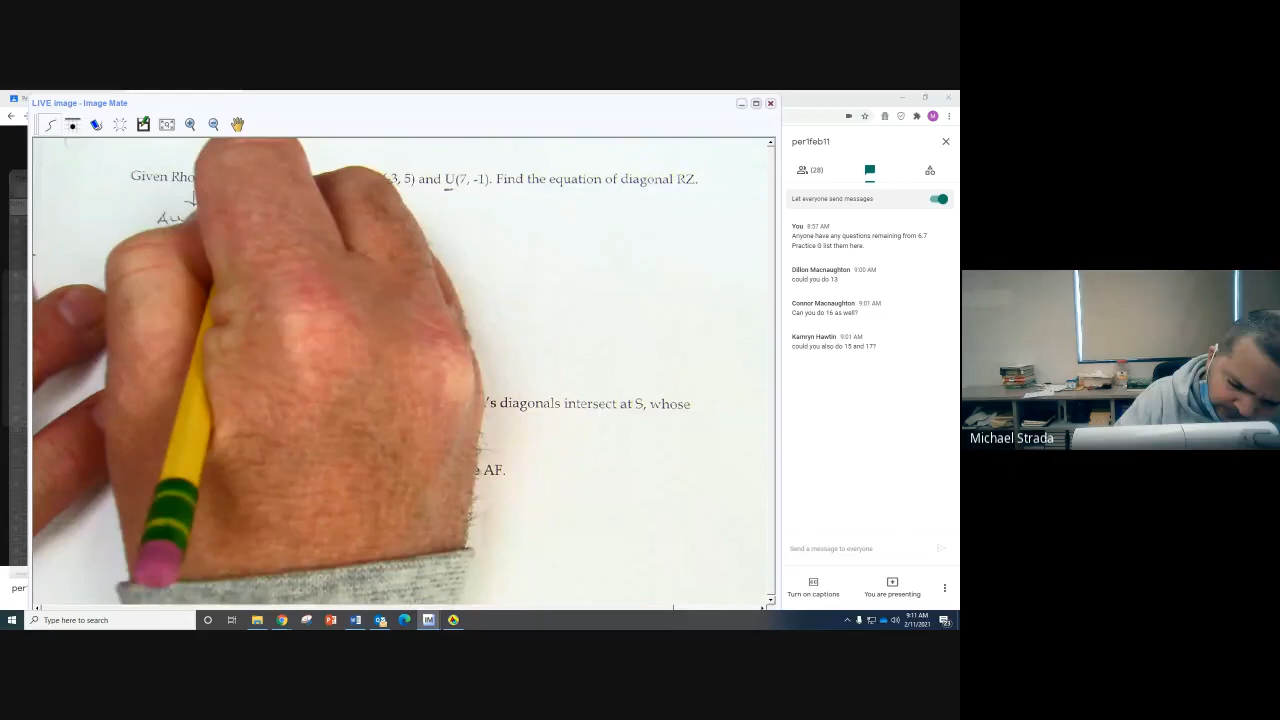 LIVE image - Image Mate
per1feb11
(28)
Given Rho 3, 5) and U(7, -1). Find the equation of diagonal RZ.
Let everyone send messages
You 8:57 AM
Anyone have any questions remaining from 6.7
Practice G list them here.
Dillon Macnaughton 9:00 AM
could you do 13
Connor Macnaughton 9:01 AM
Can you do 16 as well?
Kamryn Hawtin 9:01 AM
could you also do 15 and 17?
's diagonals intersect at S, whose
AF.
Michael Strada
Send a message to everyone
Turn on captions
You are presenting
per
Type here to search
9:11 AM
2/11/2021